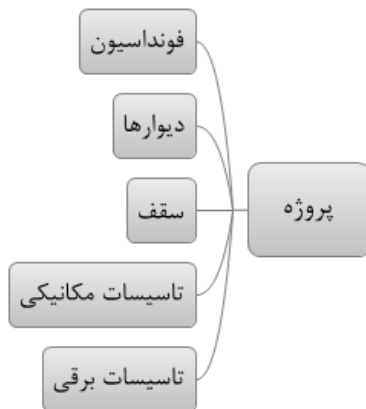 پروژه
فونداسیون
دیوارها
سقف
تاسیسات مکانیکی
تاسیسات برقی